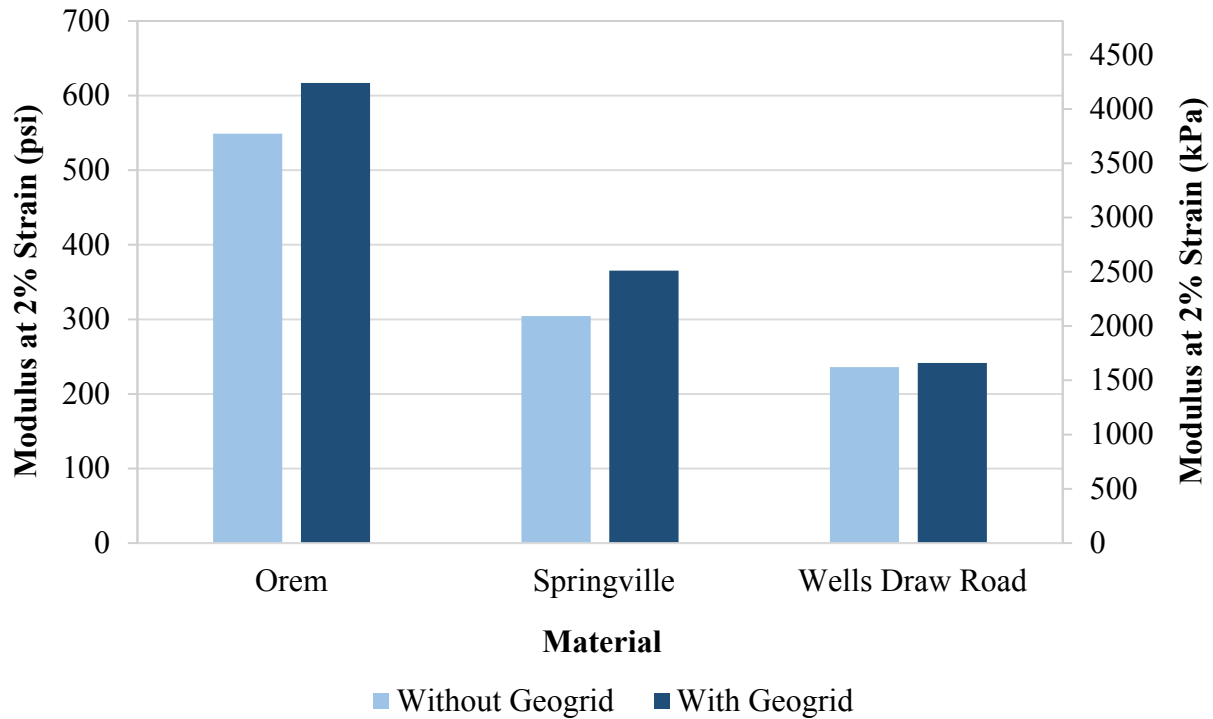 Modulus at 2% Strain (psi)
700
600
500
400
300
200
100
0
4500
4000
3500
3000
2500
2000
1500
1000
500
0
Modulus at 2% Strain (kPa)
Orem
Springville
Wells Draw Road
Material
Without Geogrid
With Geogrid